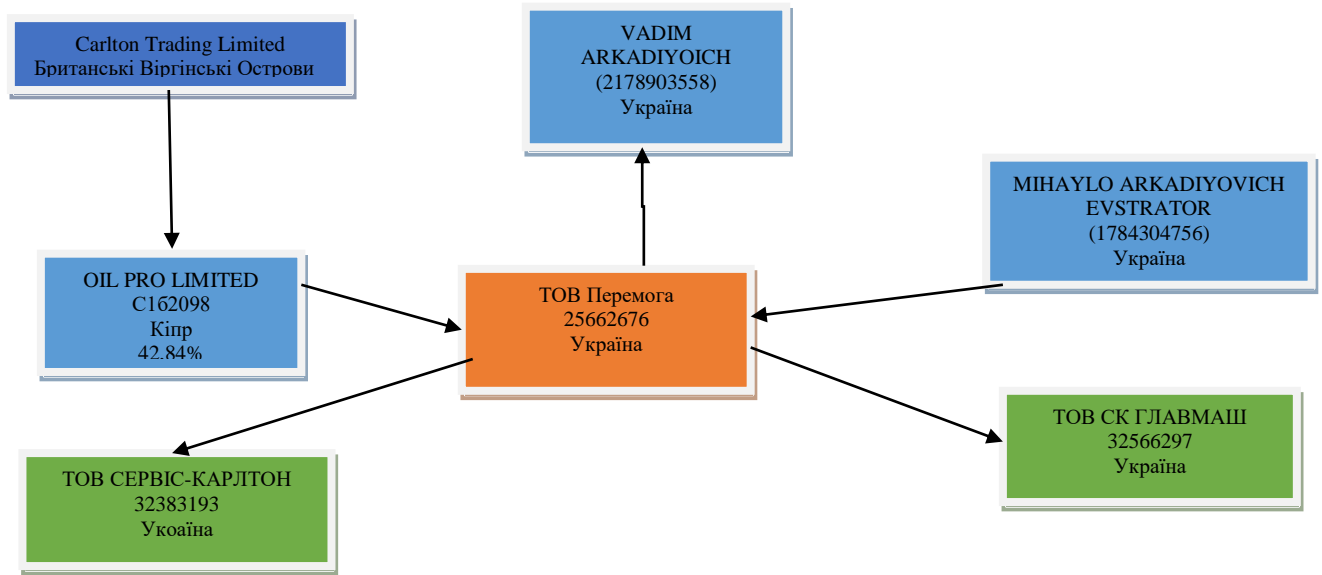 Carlton Trading Limited
Британські Віргінські Острови
VADIM
ARKADIYOICH
(2178903558)
Україна
MIHAYLO ARKADIYOVICH
EVSTRATOR
(1784304756)
Україна
OIL PRO LIMITED
C162098
Кіпр
42.84%
ТОВ Перемога
25662676
Україна
ТОВ СК ГЛАВМАШ
32566297
Україна
ТОВ СЕРВІС-КАРЛТОН
32383193
Укоаїна